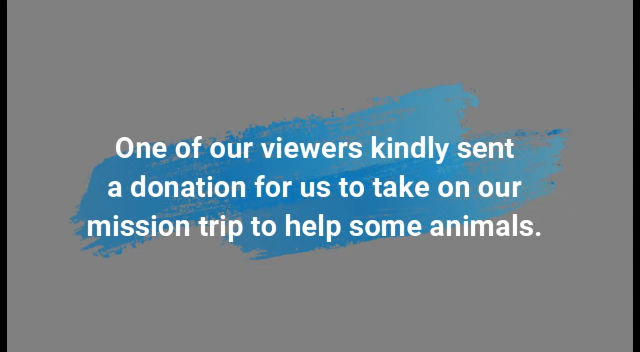 One of our viewers kindly sent
a donation for us to take on our
mission trip to help some animals.